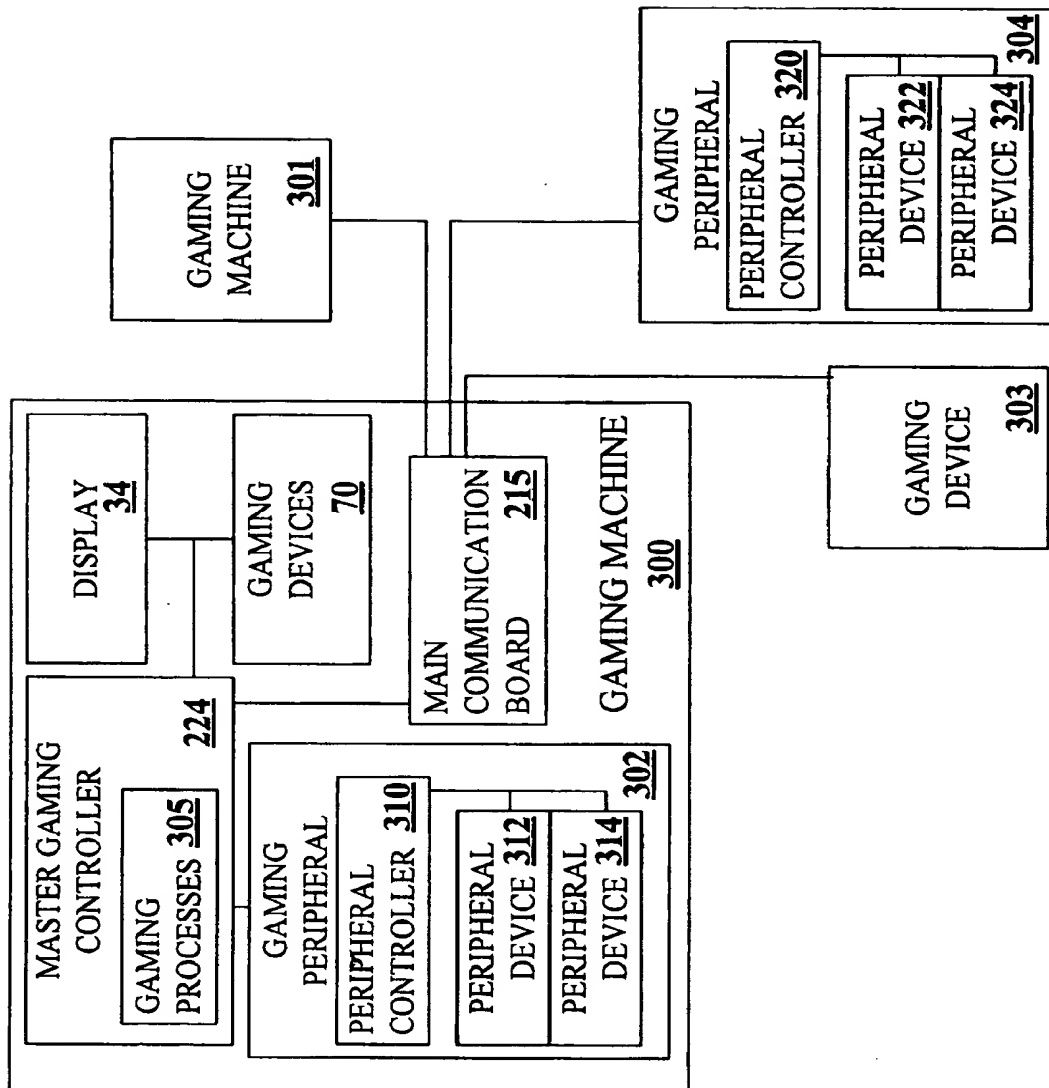 MASTER GAMING
CONTROLLER
224
GAMING
PROCESSES 305
DISPLAY
34
GAMING
DEVICES
70
GAMING
PERIPHERAL
PERIPHERAL
CONTROLLER 310
PERIPHERAL
DEVICE 312
PERIPHERAL
DEVICE 314
302
MAIN
COMMUNICATION
BOARD 215
GAMING MACHINE
300
GAMING
MACHINE
301
GAMING
DEVICE
303
GAMING
PERIPHERAL
PERIPHERAL
CONTROLLER 320
PERIPHERAL
DEVICE 322
PERIPHERAL
DEVICE 324
304